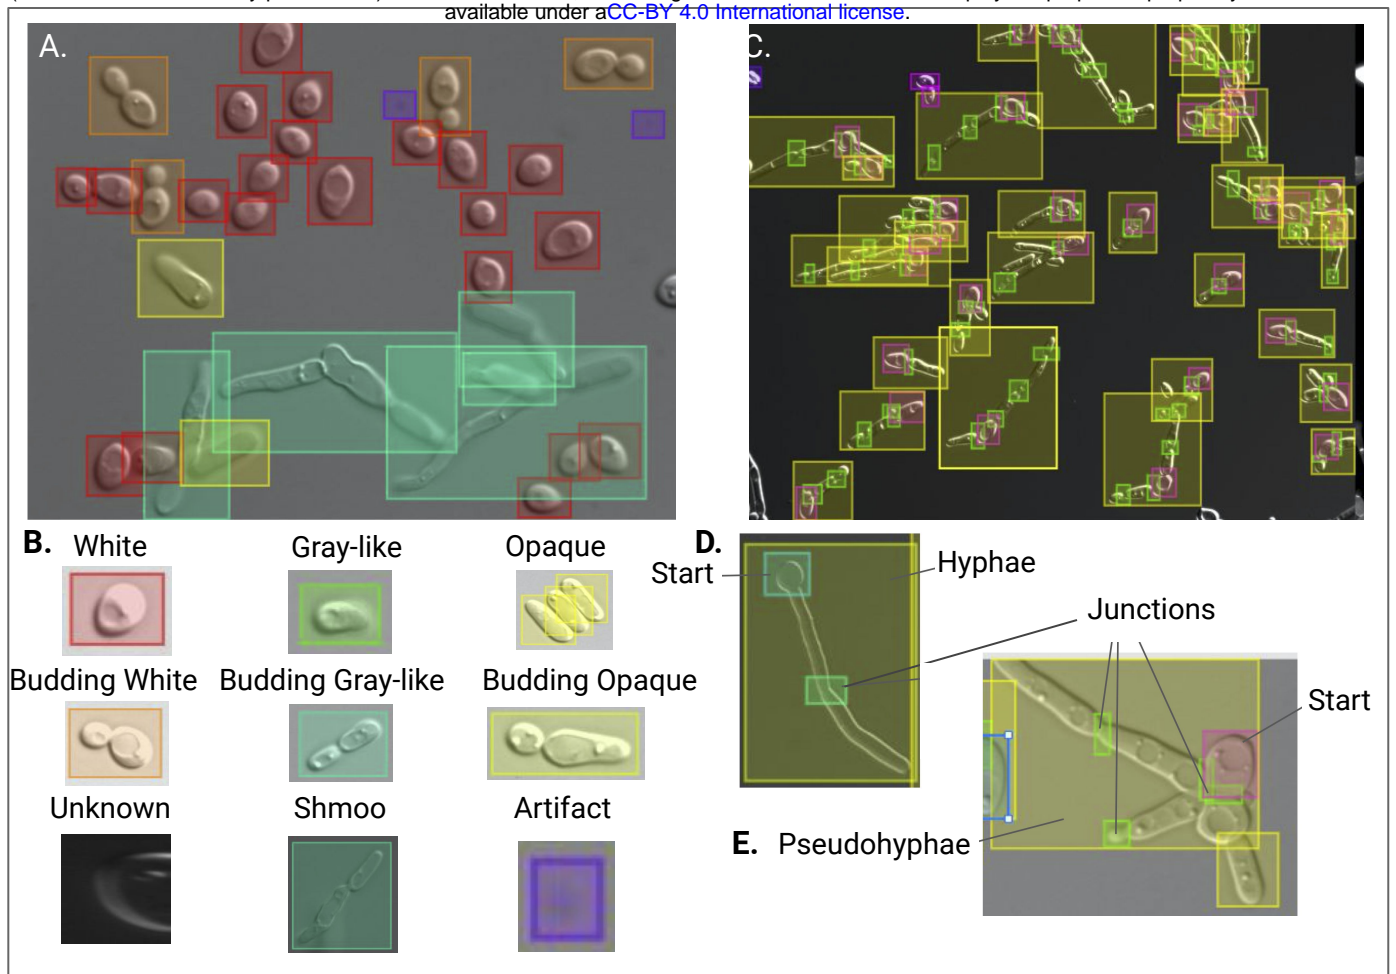 available under aCC-BY 4.0 International license.
A.
C.
B. White Gray-like Opaque
D.
Start
Hyphae
Junctions
Budding White Budding Gray-like Budding Opaque
Start
Unknown Shmoo Artifact
E. Pseudohyphae